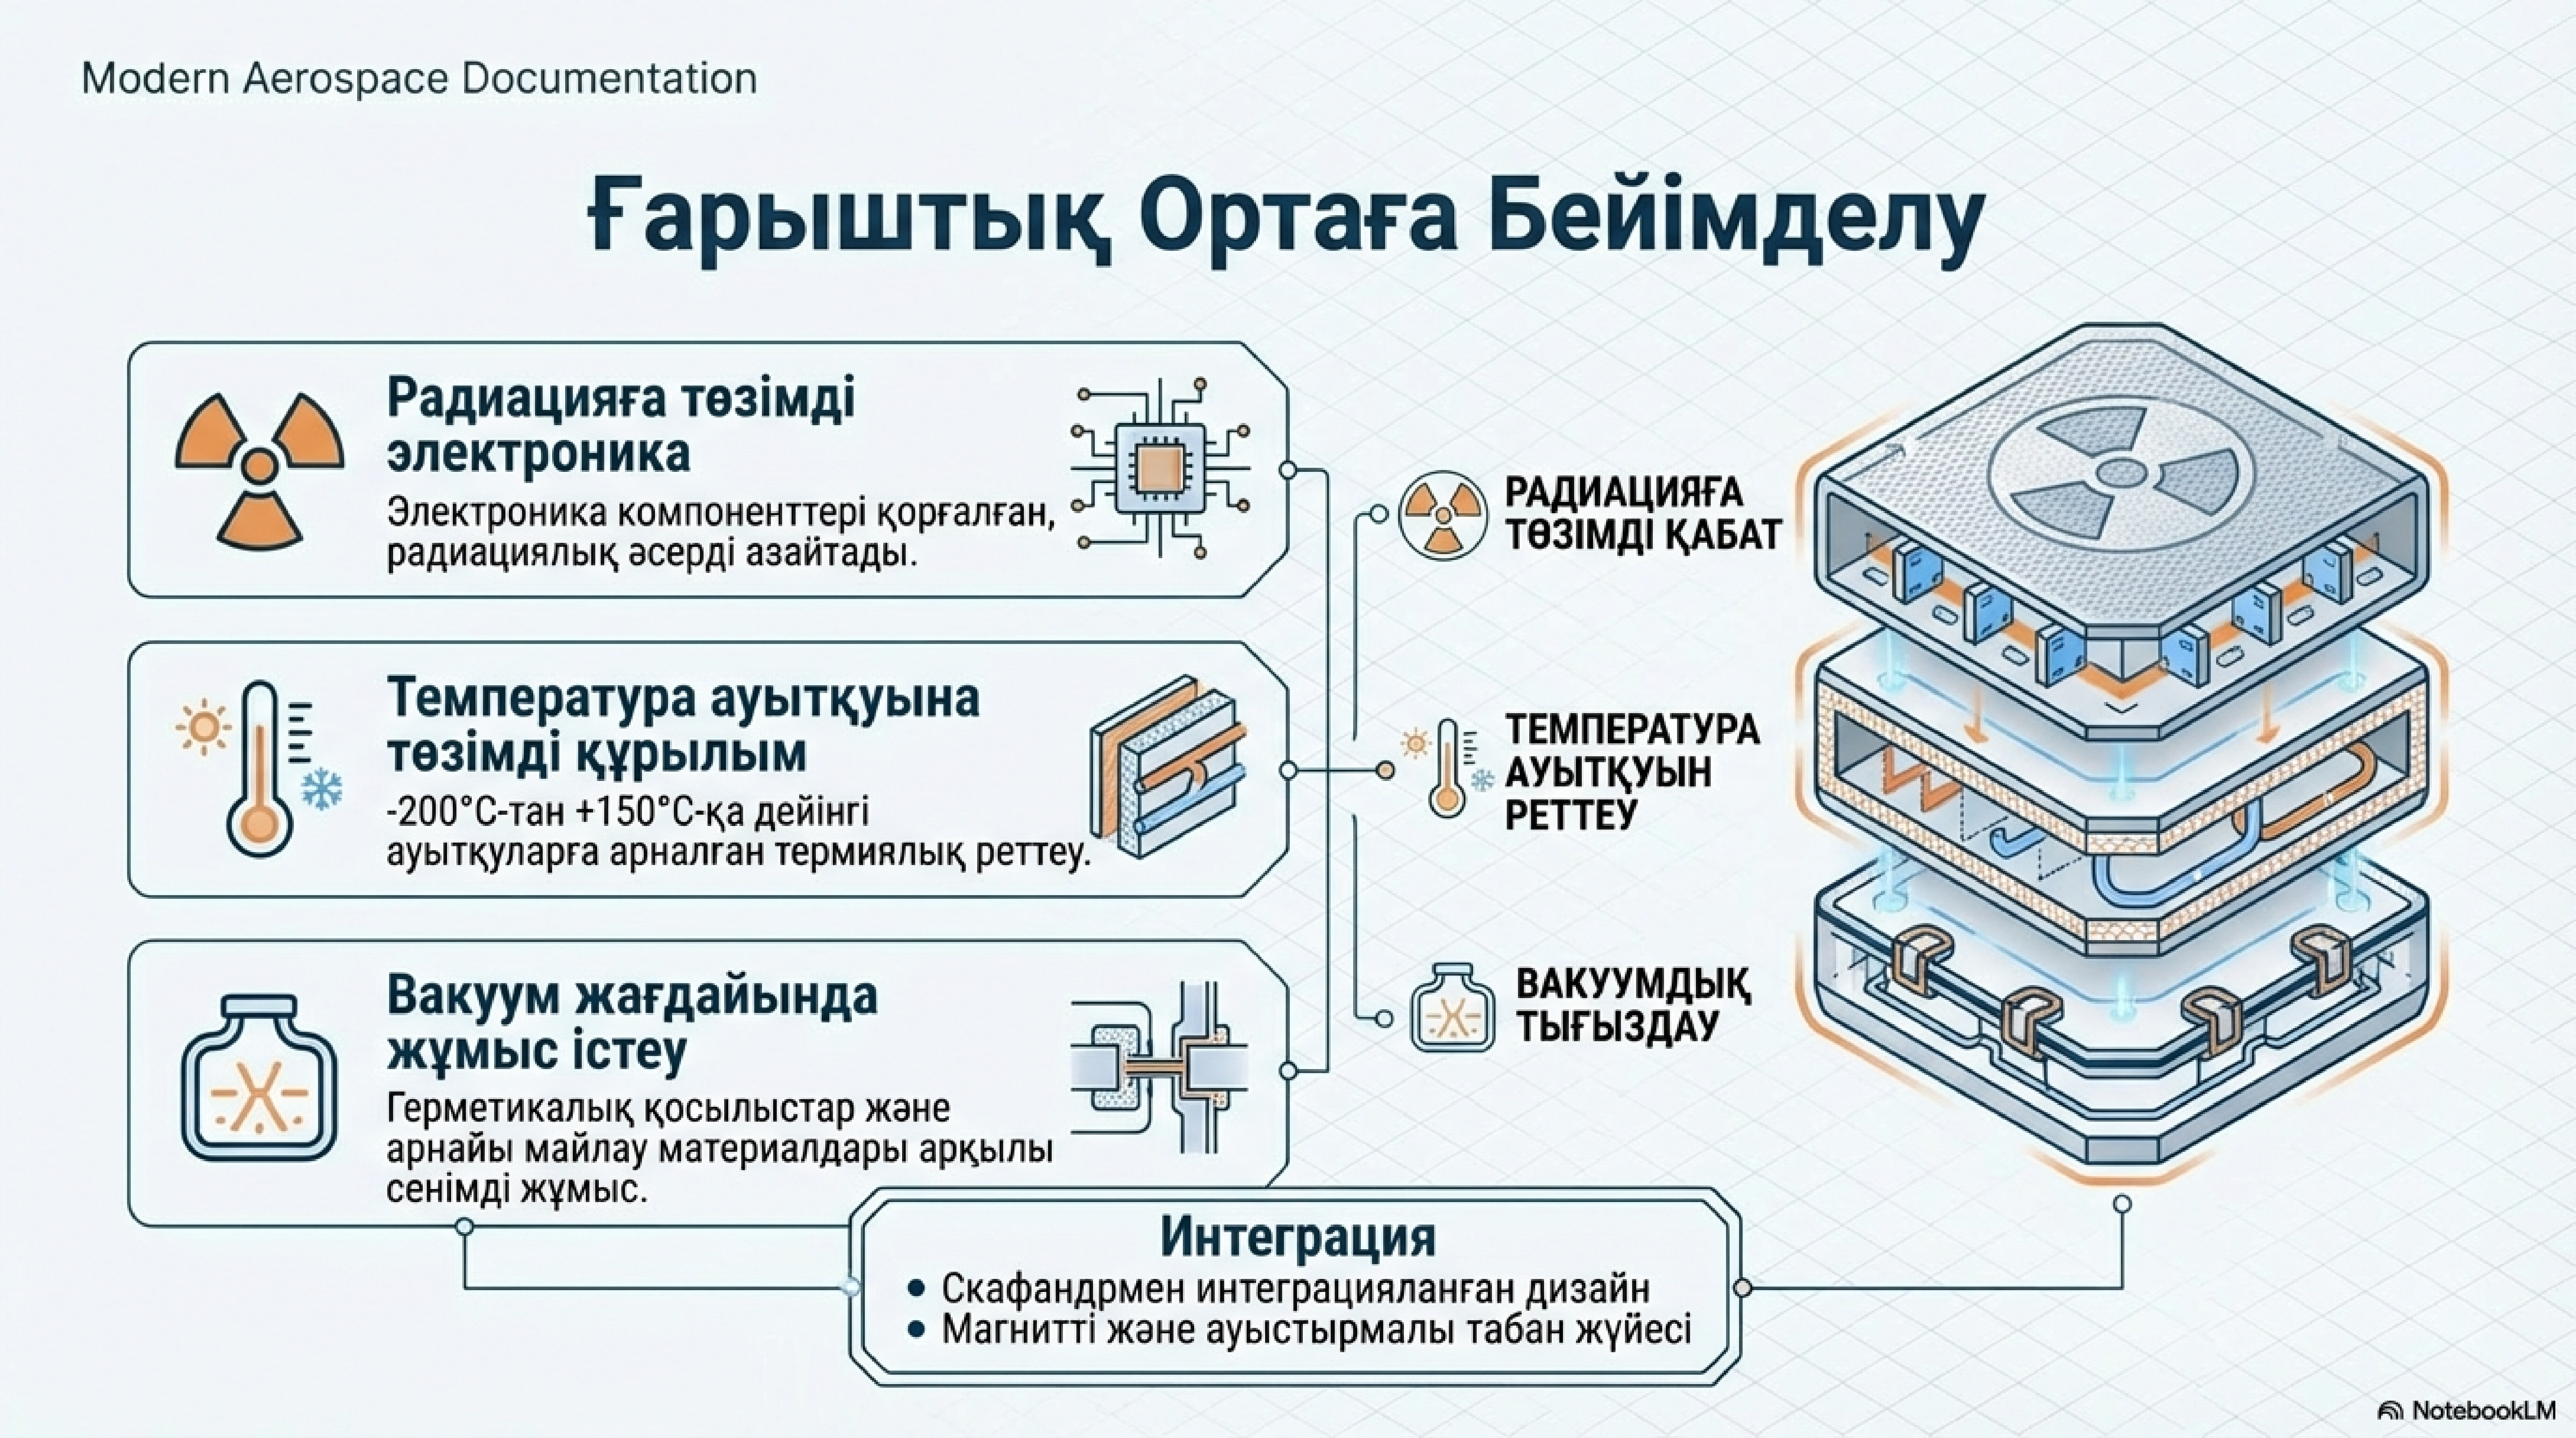 Modern Aerospace Documentation
Ғарыштық Ортаға Бейімделу
Радиацияға төзімді
электроника
Электроника компоненттері қорғалған,
радиациялық әсерді азайтады.
Температура ауытқуына
төзімді құрылым
-200°C-тан +150°C-қа дейінгі
ауытқуларға арналған термиялық реттеу.
Вакуум жағдайында
жұмыс істеу
Герметикалық қосылыстар және
арнайы майлау материалдары арқылы
сенімді жұмыс.
РАДИАЦИЯҒА
ТӨЗІМДІ ҚАБАТ
ТЕМПЕРАТУРА
АУЫТҚУЫН
РЕТТЕУ
ВАКУУМДЫҚ
ТЫҒЫЗДАУ
Интеграция
• Скафандрмен интеграцияланған дизайн
• Магнитті және ауыстырмалы табан жүйесі
NotebookLM